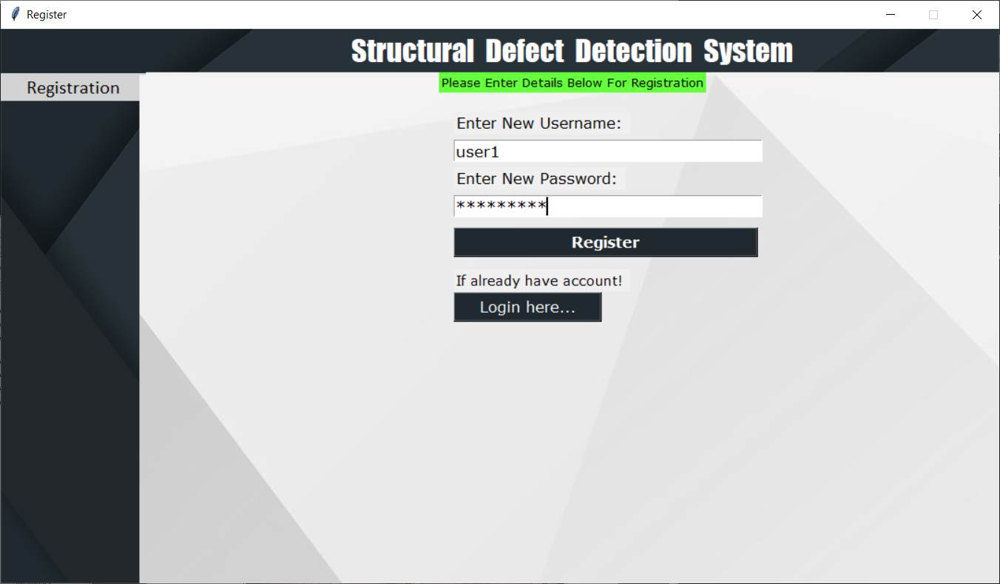 Register
Structural Defect Detection System
Registration
Please Enter Details Below For Registration
Enter New Username:
user1
Enter New Password:
*********
Register
If already have account!
Login here...